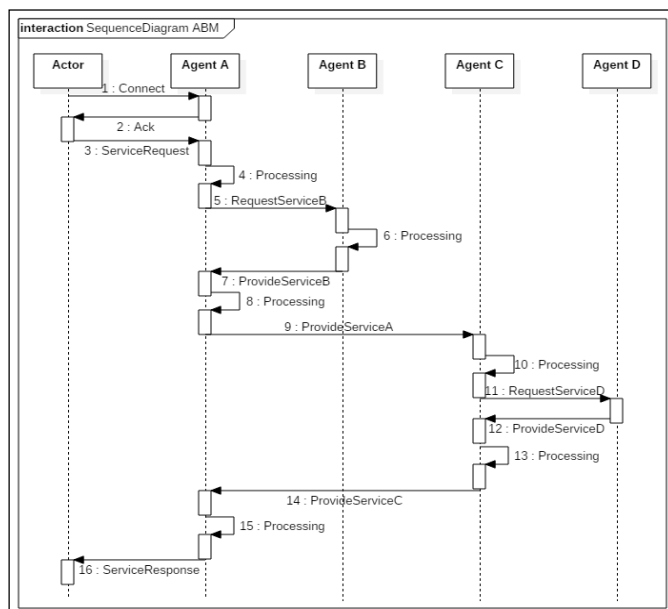 interaction SequenceDiagram ABM
Actor Agent A Agent B Agent C Agent D
1 : Connect
2 : Ack
3 : ServiceRequest
4 : Processing
5 : RequestServiceB
6 : Processing
7 : ProvideServiceB
8 : Processing
9 : ProvideServiceA
10 : Processing
11 : RequestServiceD
12 : ProvideServiceD
13 : Processing
14 : ProvideServiceC
15 : Processing
16 : ServiceResponse